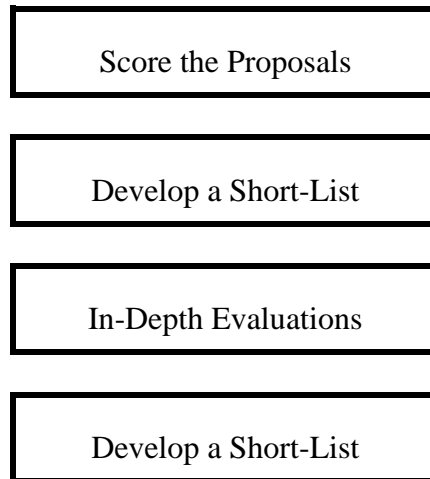 Score the Proposals
Develop a Short-List
In-Depth Evaluations
Develop a Short-List